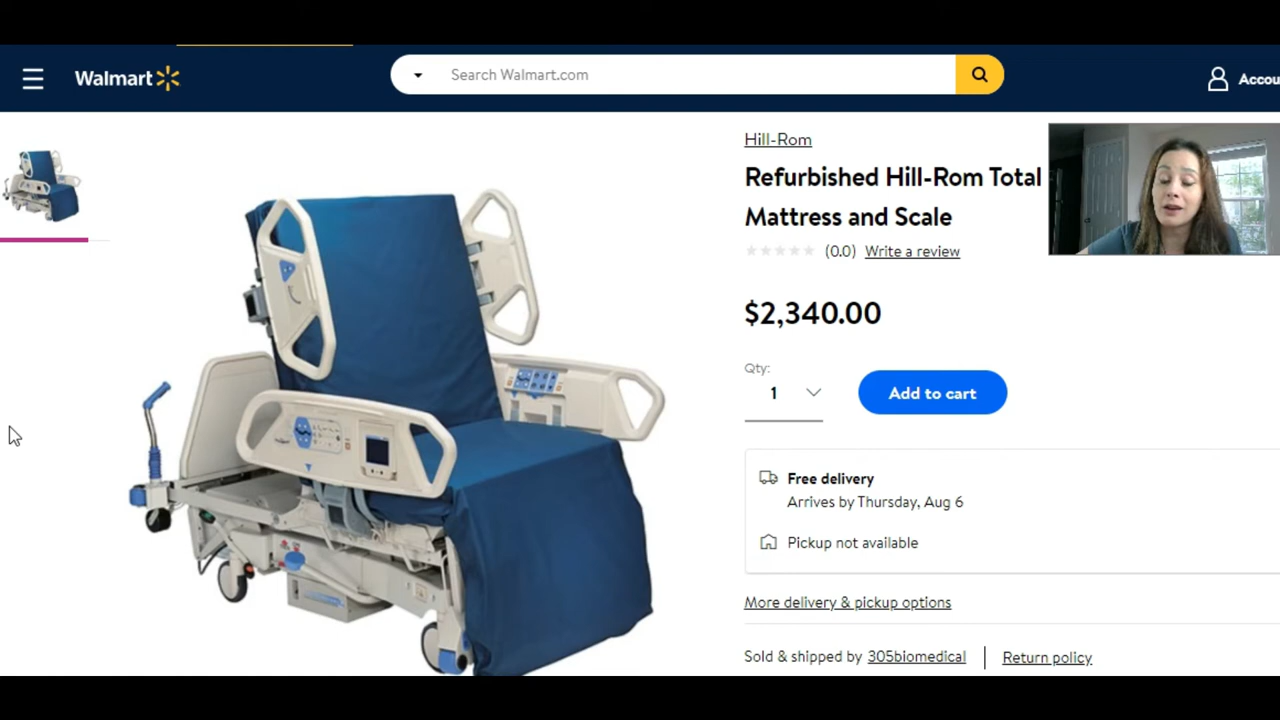 Walmart
Search Walmart.com
Accou
Hill-Rom
Refurbished Hill-Rom Total
Mattress and Scale
(0.0) Write a review
$2,340.00
Qty:
1
Add to cart
Free delivery
Arrives by Thursday, Aug 6
Pickup not available
More delivery & pickup options
Sold & shipped by 305biomedical
Return policy